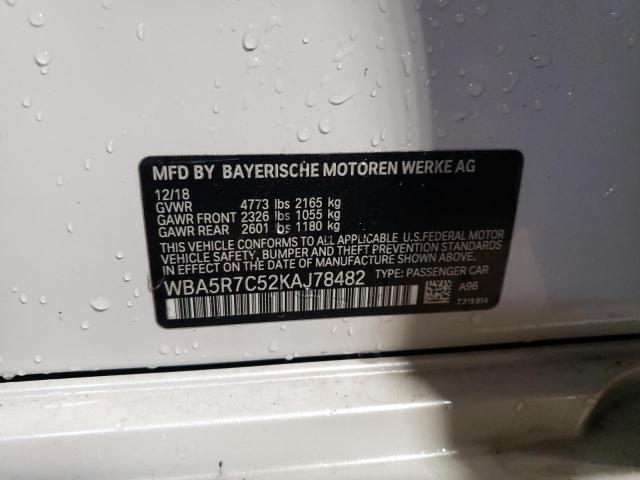 MFD BY BAYERISCHE MOTOREN WERKE AG
12/18
GVWR 4773 lbs 2165 kg
GAWR FRONT 2326 lbs 1055 kg
GAWR REAR 2601 lbs 1180 kg
THIS VEHICLE CONFORMS TO ALL APPLICABLE U.S.FEDERAL MOTOR
VEHICLE SAFETY, BUMPER AND THEFT PREVENTION
STANDARDS IN EFFECT ON THE DATE OF MANUFACTURE
SHOWN ABOVE.
WBA5R7C52KAJ78482 TYPE: PASSENGER CAR
A96
7315814